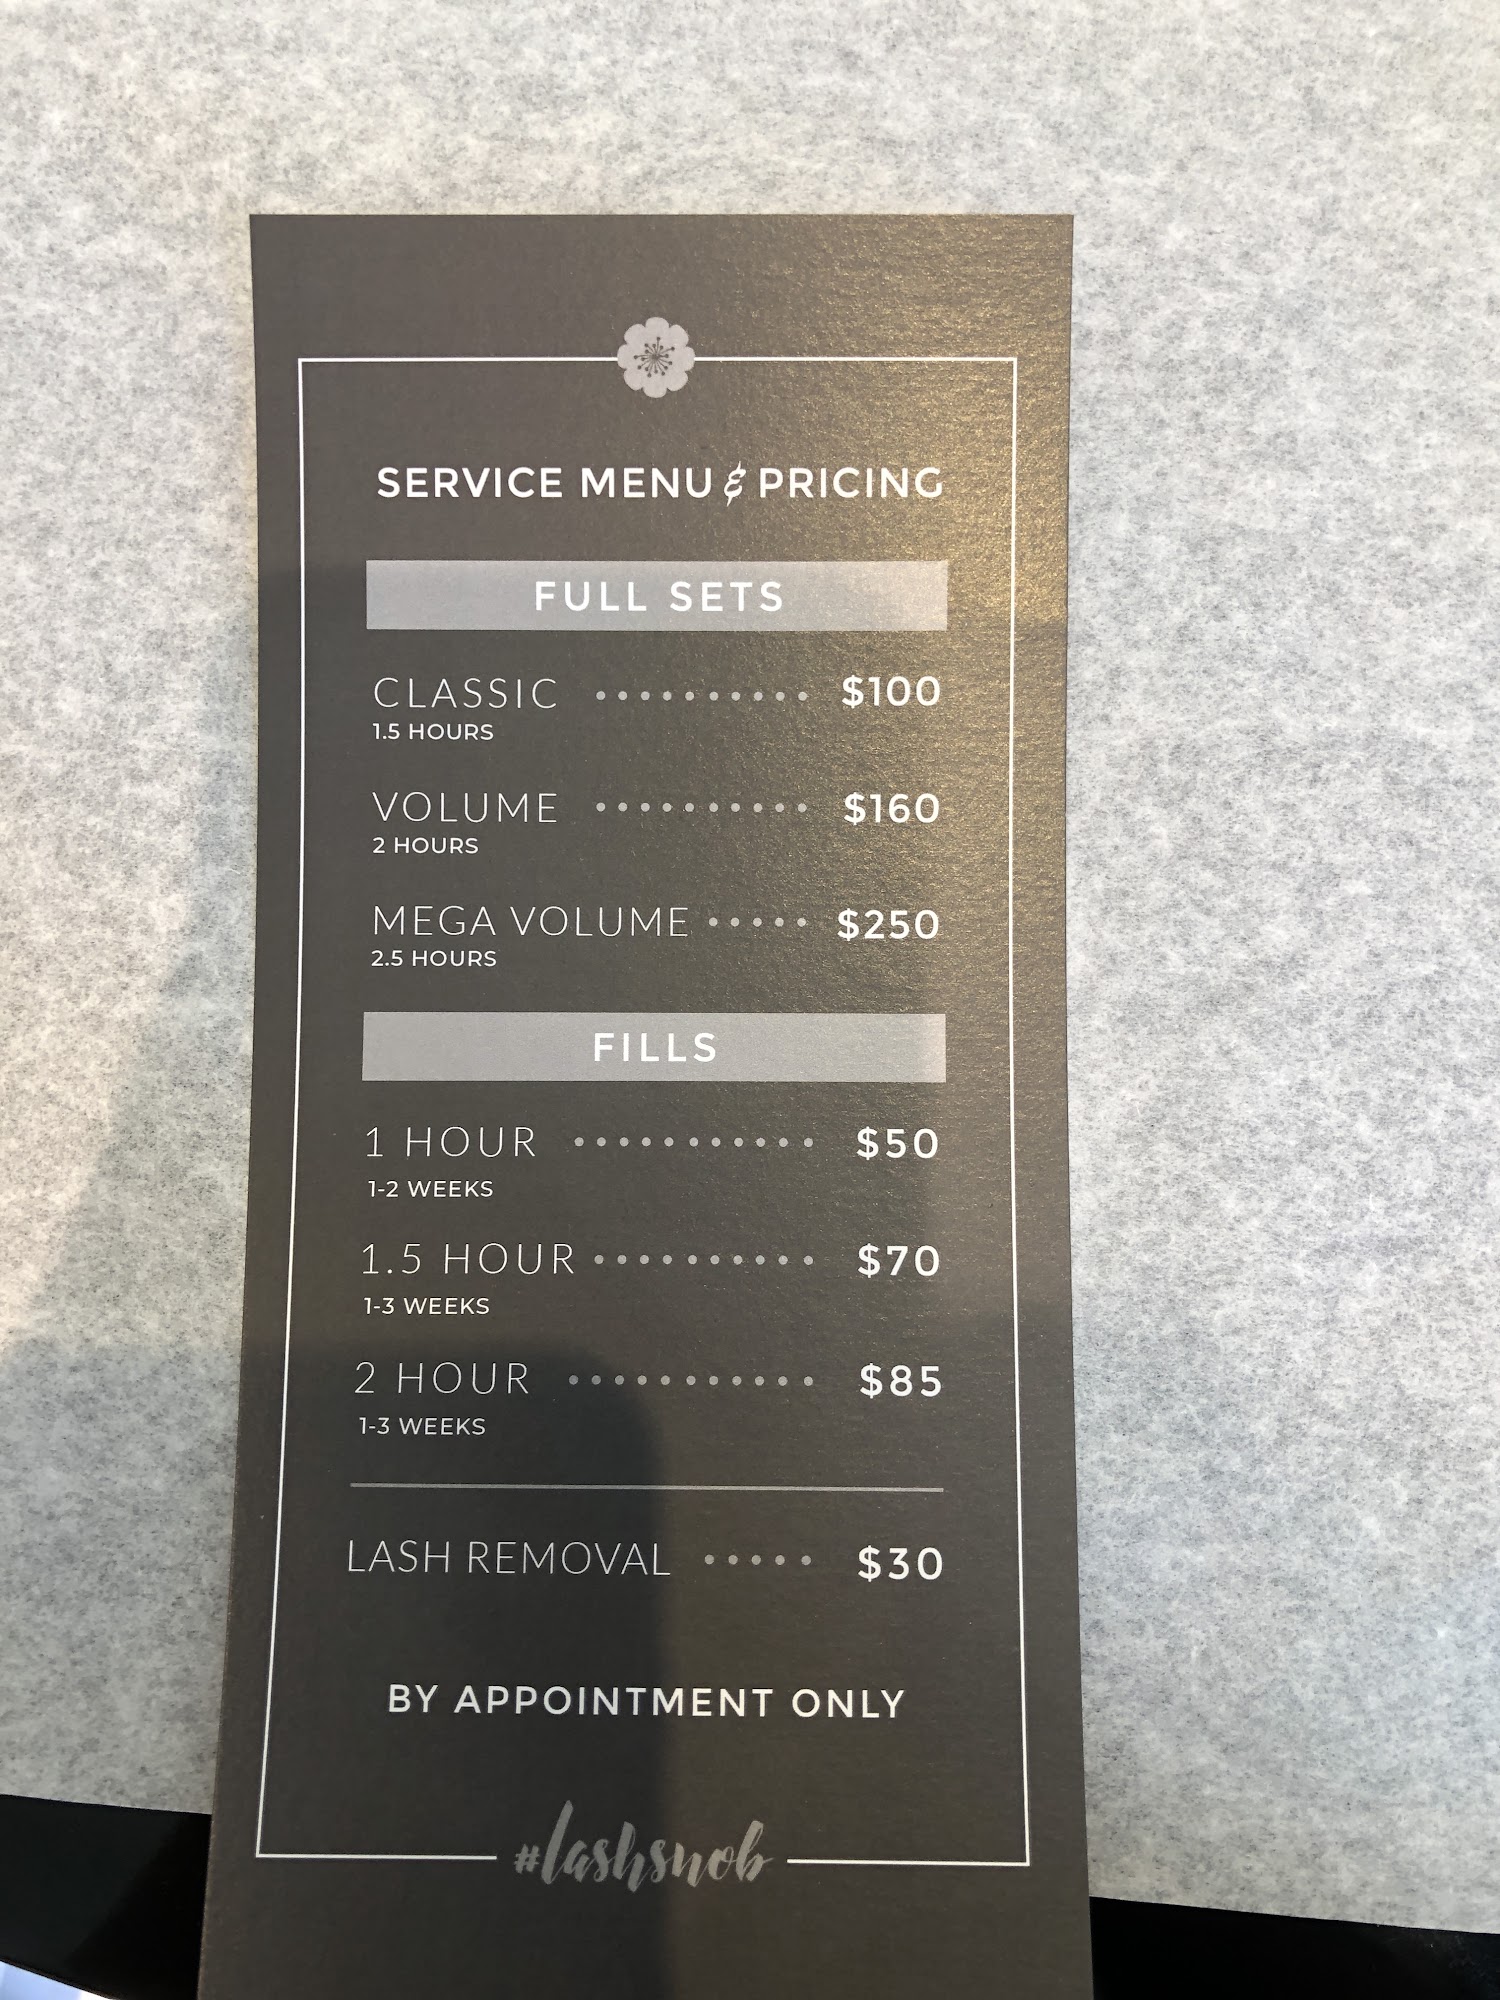 SERVICE MENU & PRICING
FULL SETS
CLASSIC .......... $100
1.5 HOURS
VOLUME .......... $160
2 HOURS
MEGA VOLUME ..... $250
2.5 HOURS
FILLS
1 HOUR ........... $50
1-2 WEEKS
1.5 HOUR .......... $70
1-3 WEEKS
2 HOUR ........... $85
1-3 WEEKS
LASH REMOVAL ..... $30
BY APPOINTMENT ONLY
#lashsnob